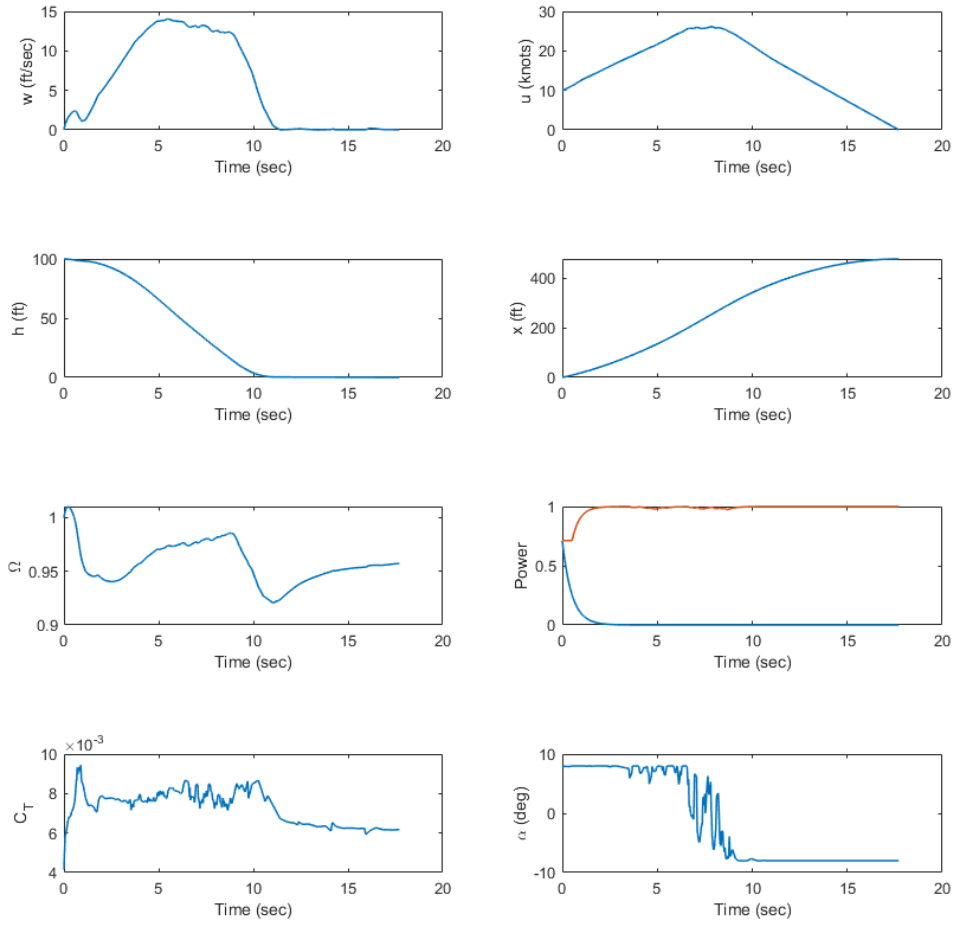 15
10
5
0
w (ft/sec)
0 5 10 15 20
Time (sec)
30
20
10
0
u (knots)
0 5 10 15 20
Time (sec)
100
50
0
h (ft)
0 5 10 15 20
Time (sec)
400
200
0
x (ft)
0 5 10 15 20
Time (sec)
1
0.95
0.9
Ω
0 5 10 15 20
Time (sec)
1
0.5
0
Power
0 5 10 15 20
Time (sec)
×10-3
10
8
6
4
CT
0 5 10 15 20
Time (sec)
10
0
-10
α (deg)
0 5 10 15 20
Time (sec)